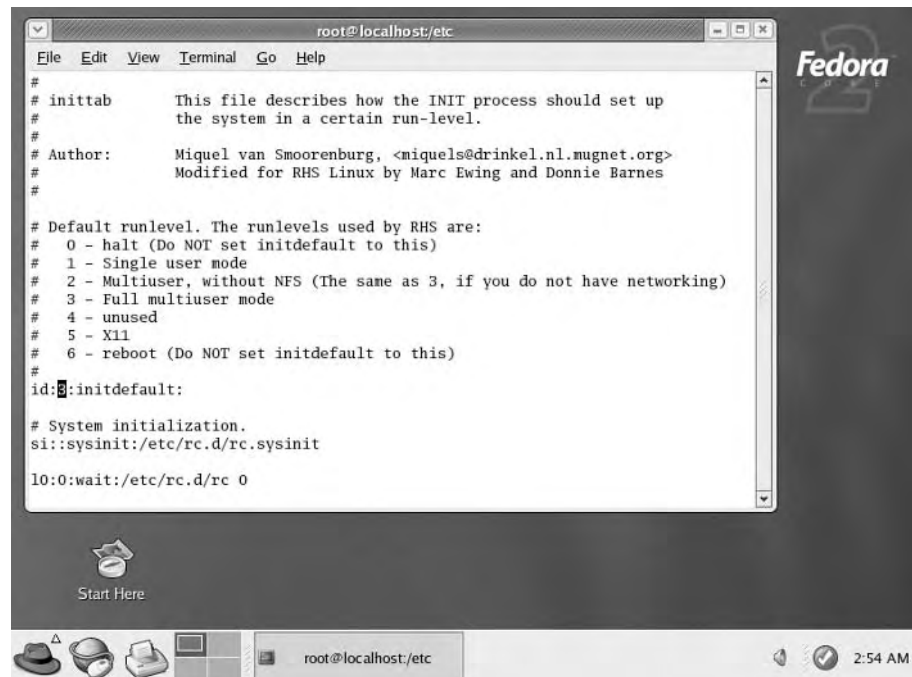 root@localhost:/etc
File Edit View Terminal Go Help
#
# inittab       This file describes how the INIT process should set up
#               the system in a certain run-level.
#
# Author:       Miquel van Smoorenburg, <miquels@drinkel.nl.mugnet.org>
#               Modified for RHS Linux by Marc Ewing and Donnie Barnes
#
# Default runlevel. The runlevels used by RHS are:
#   0 - halt (Do NOT set initdefault to this)
#   1 - Single user mode
#   2 - Multiuser, without NFS (The same as 3, if you do not have networking)
#   3 - Full multiuser mode
#   4 - unused
#   5 - X11
#   6 - reboot (Do NOT set initdefault to this)
#
id:3:initdefault:
# System initialization.
si::sysinit:/etc/rc.d/rc.sysinit
l0:0:wait:/etc/rc.d/rc 0
Fedora
CORE
2
Start Here
root@localhost:/etc
2:54 AM